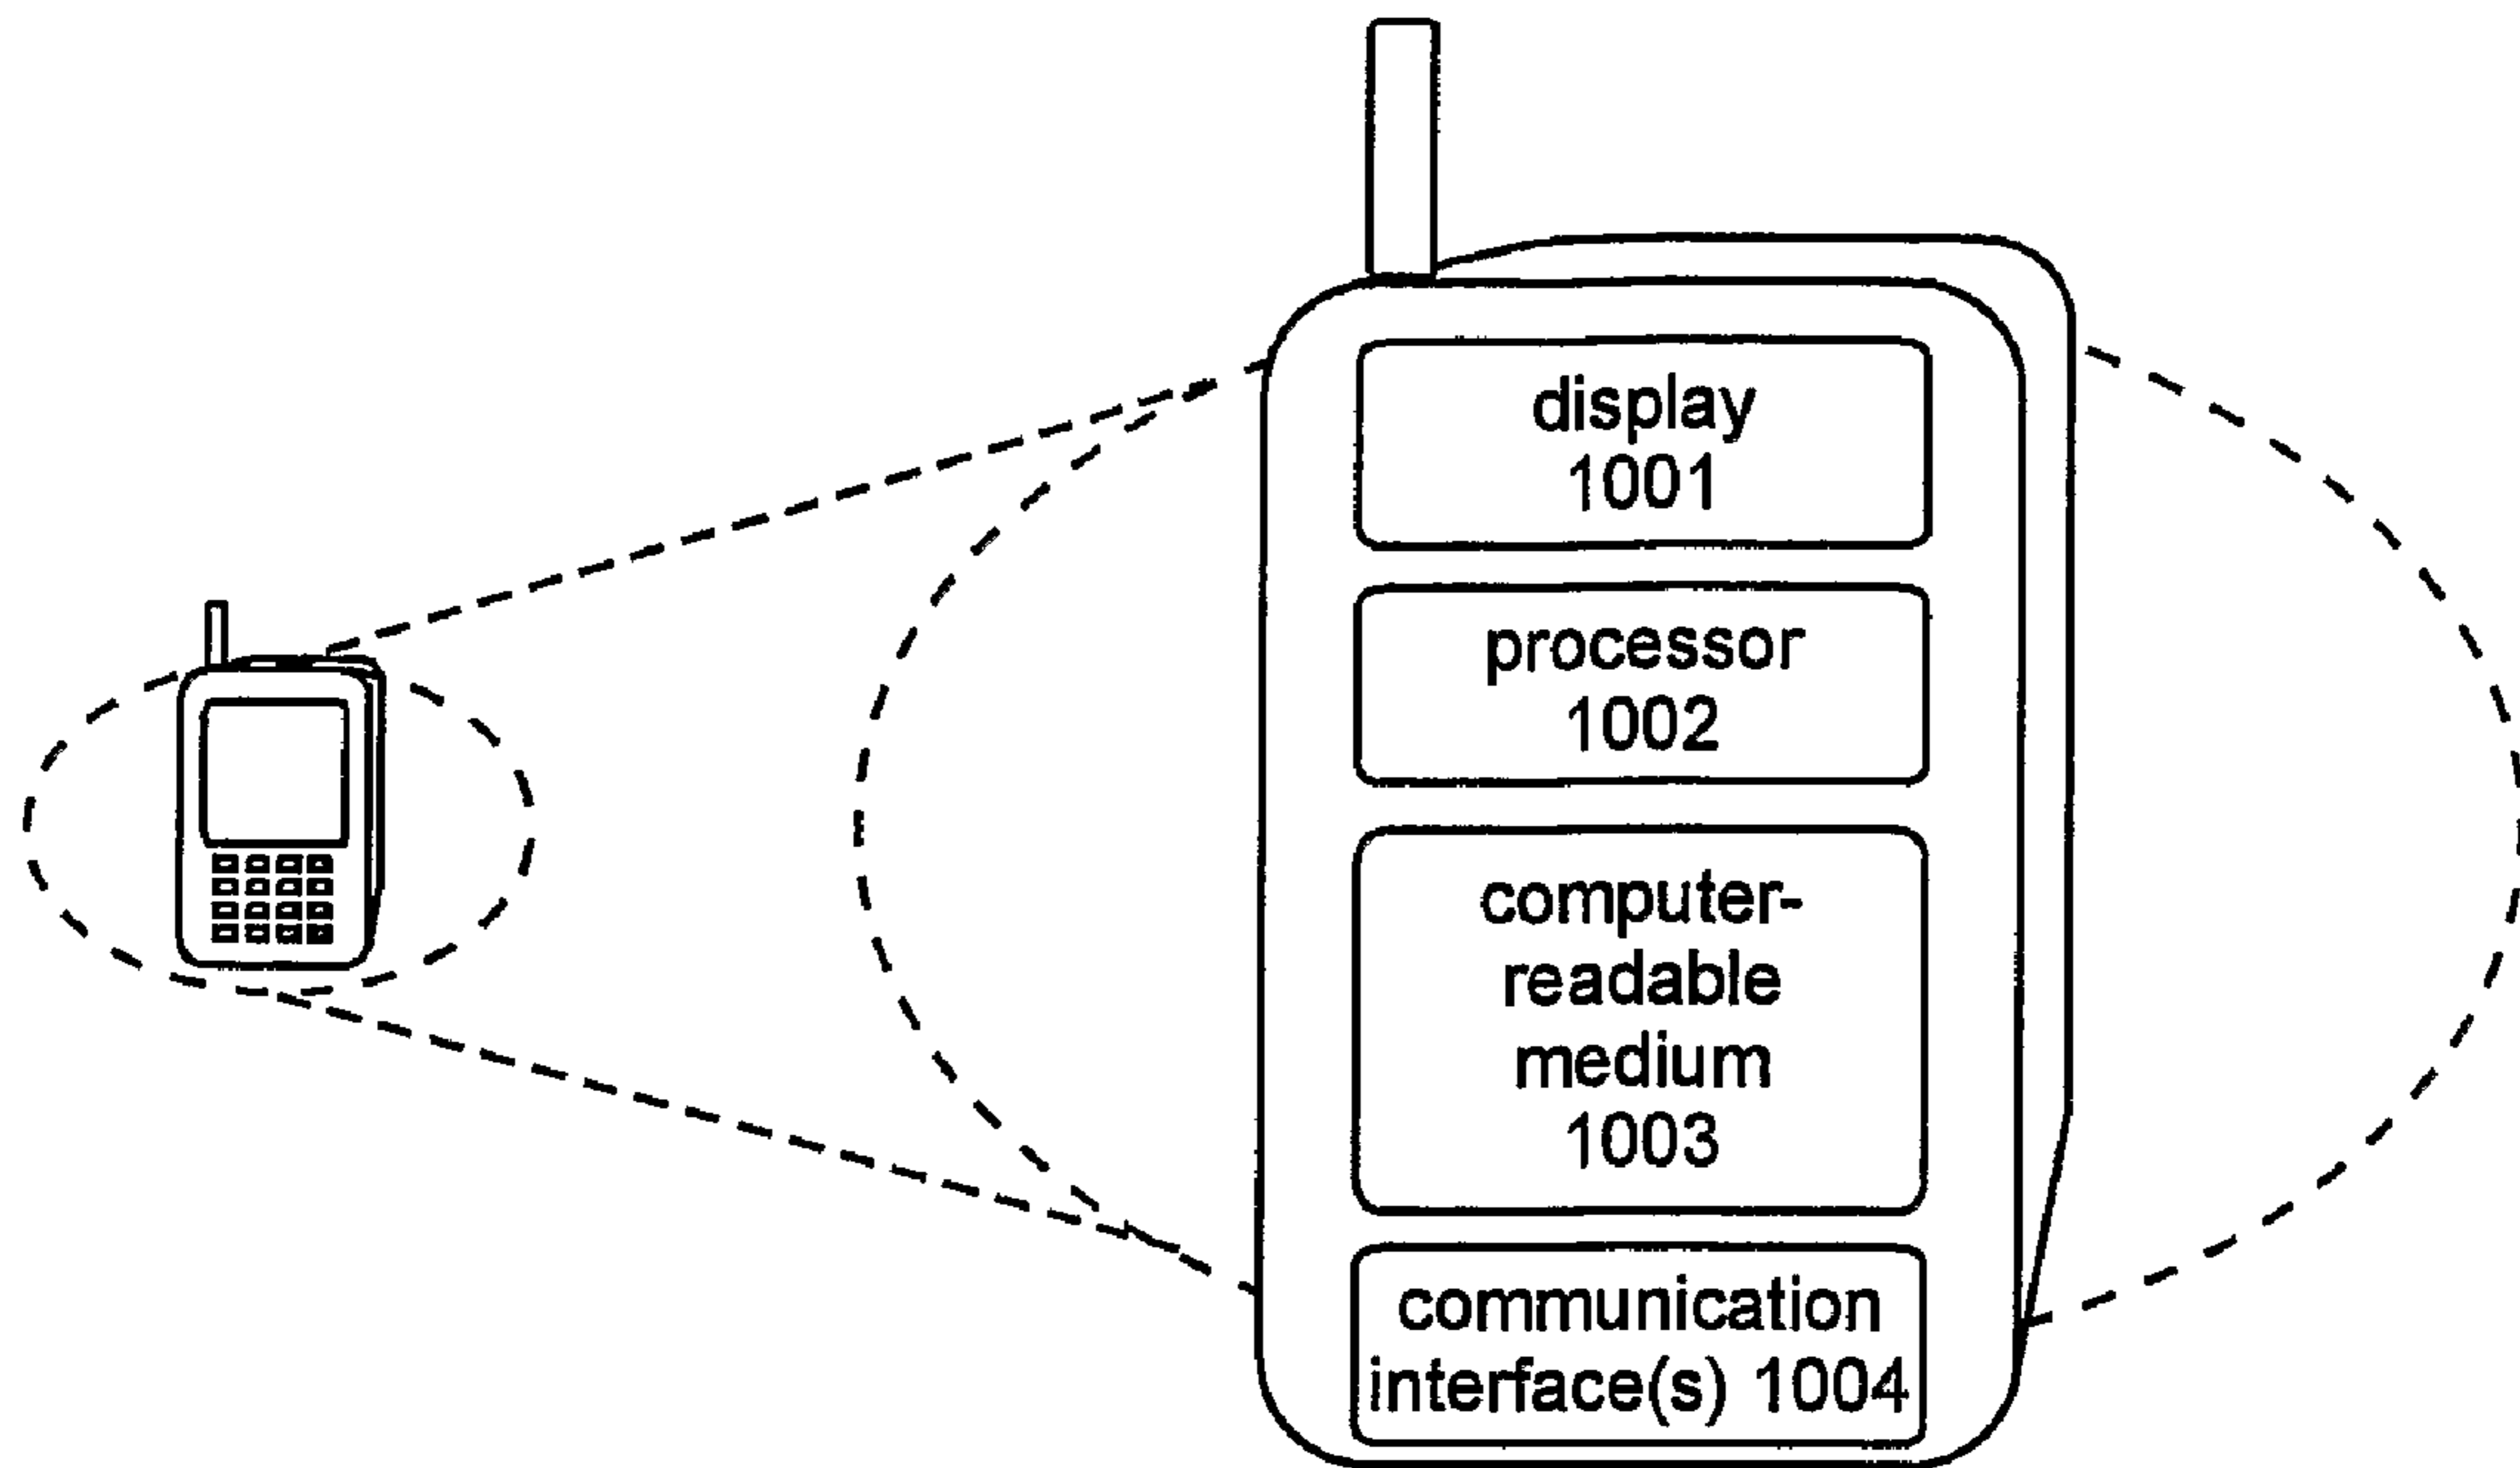 display
1001
processor
1002
computer-
readable
medium
1003
communication
interface(s) 1004